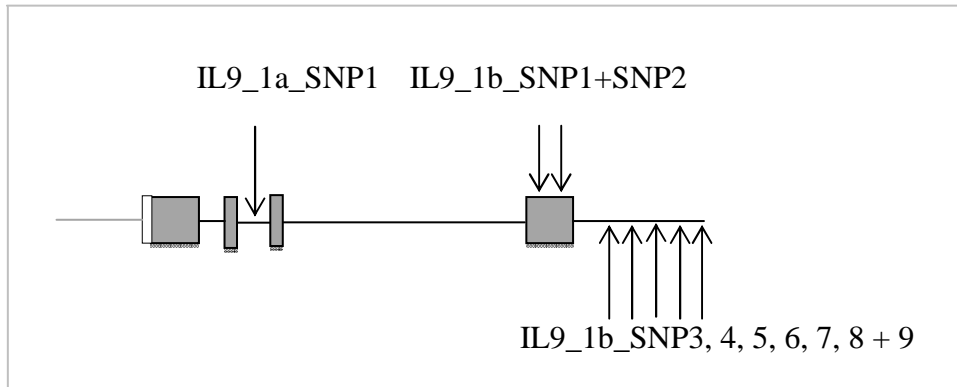 IL9_1a_SNP1
IL9_1b_SNP1+SNP2
IL9_1b_SNP3, 4, 5, 6, 7, 8 + 9